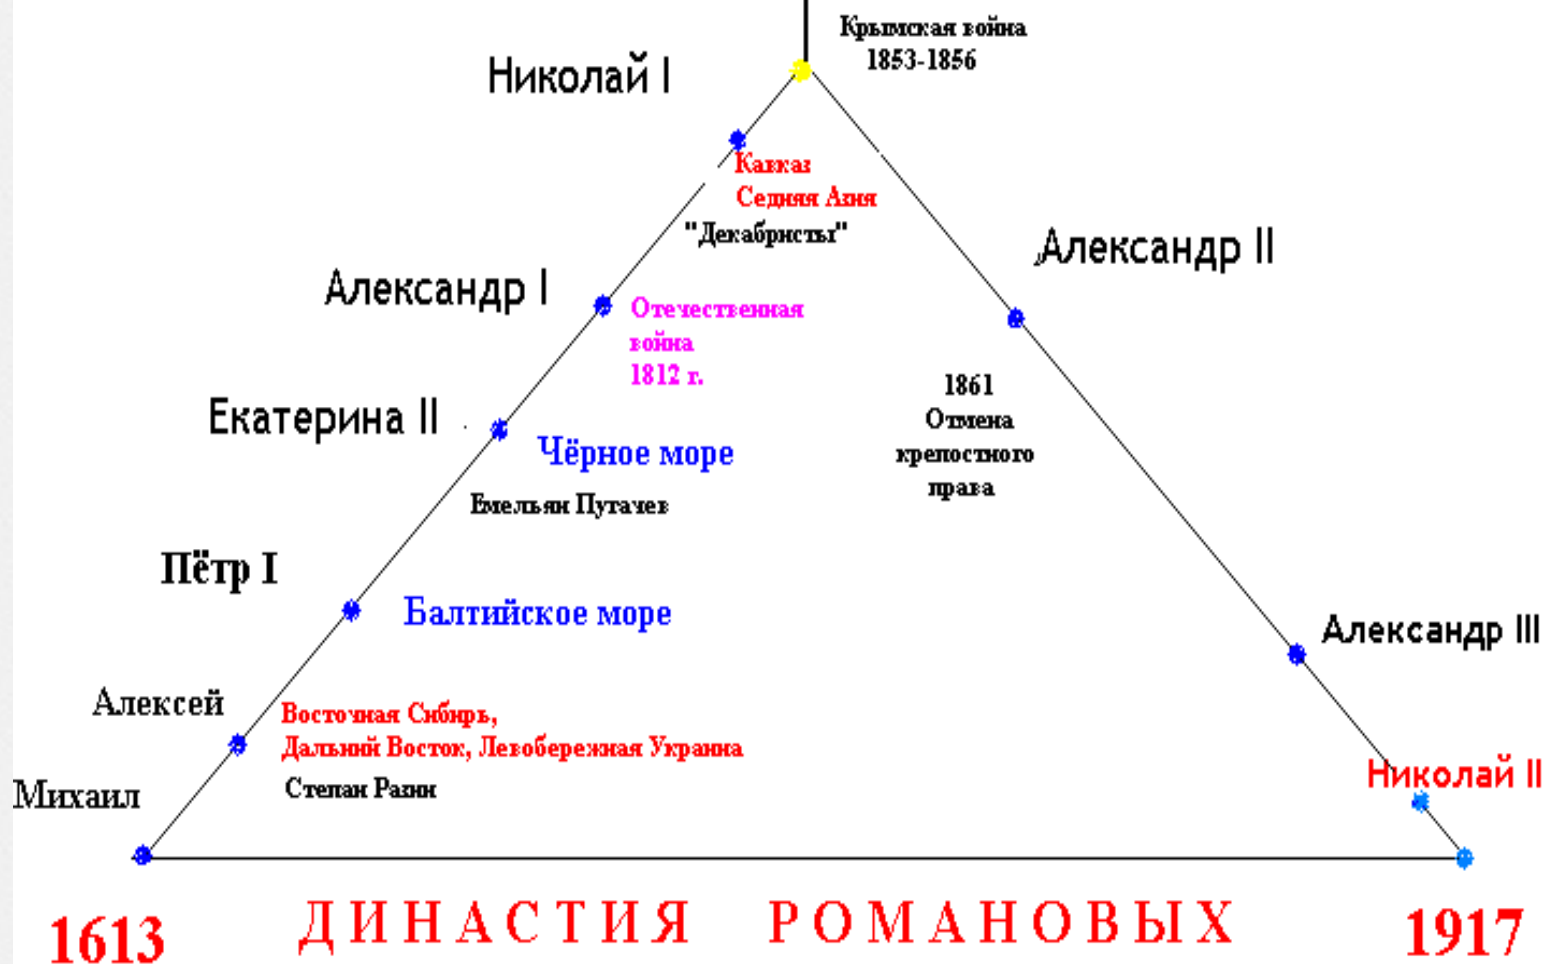 Крымская война
1853-1856
Николай I
Кавказ
Седняя Азия
"Декабристы"
Александр II
Александр I
Отечественная
война
1812 г.
1861
Отмена
крепостного
права
Екатерина II
Чёрное море
Емельян Пугачев
Пётр I
Балтийское море
Александр III
Алексей
Восточная Сибирь,
Дальний Восток, Левобережная Украина
Степан Разин
Николай II
Михаил
1613
ДИНАСТИЯ РОМАНОВЫХ
1917